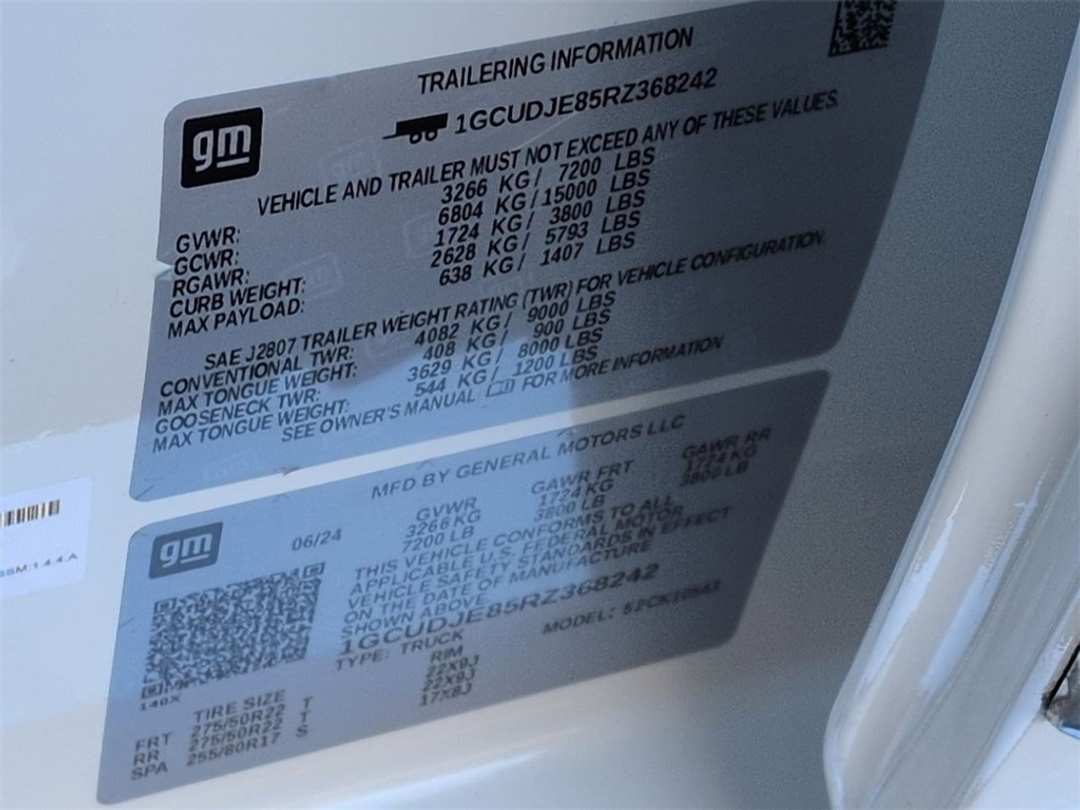 TRAILERING INFORMATION
gm
1GCUDJE85RZ368242
VEHICLE AND TRAILER MUST NOT EXCEED ANY OF THESE VALUES.
GVWR: 3266 KG/ 7200 LBS
GCWR: 6804 KG/15000 LBS
RGAWR: 1724 KG/ 3800 LBS
CURB WEIGHT: 2628 KG/ 5793 LBS
MAX PAYLOAD: 638 KG/ 1407 LBS
SAE J2807 TRAILER WEIGHT RATING (TWR) FOR VEHICLE CONFIGURATION.
CONVENTIONAL TWR: 4082 KG/ 9000 LBS
MAX TONGUE WEIGHT: 408 KG/ 900 LBS
GOOSENECK TWR: 3629 KG/ 8000 LBS
MAX TONGUE WEIGHT: 544 KG/ 1200 LBS
SEE OWNER'S MANUAL FOR MORE INFORMATION
MFD BY GENERAL MOTORS LLC
gm
06/24
GVWR GAWR FRT GAWR RR
3266 KG 1724 KG 1724 KG
7200 LB 3800 LB 3800 LB
THIS VEHICLE CONFORMS TO ALL
APPLICABLE U.S. FEDERAL MOTOR
VEHICLE SAFETY STANDARDS IN EFFECT
ON THE DATE OF MANUFACTURE
SHOWN ABOVE.
1GCUDJE85RZ368242
TYPE: TRUCK MODEL:
140X
TIRE SIZE RIM
FRT 275/50R22 T 22X9J
RR 275/50R22 T 22X9J
SPA 255/80R17 S 17X8J